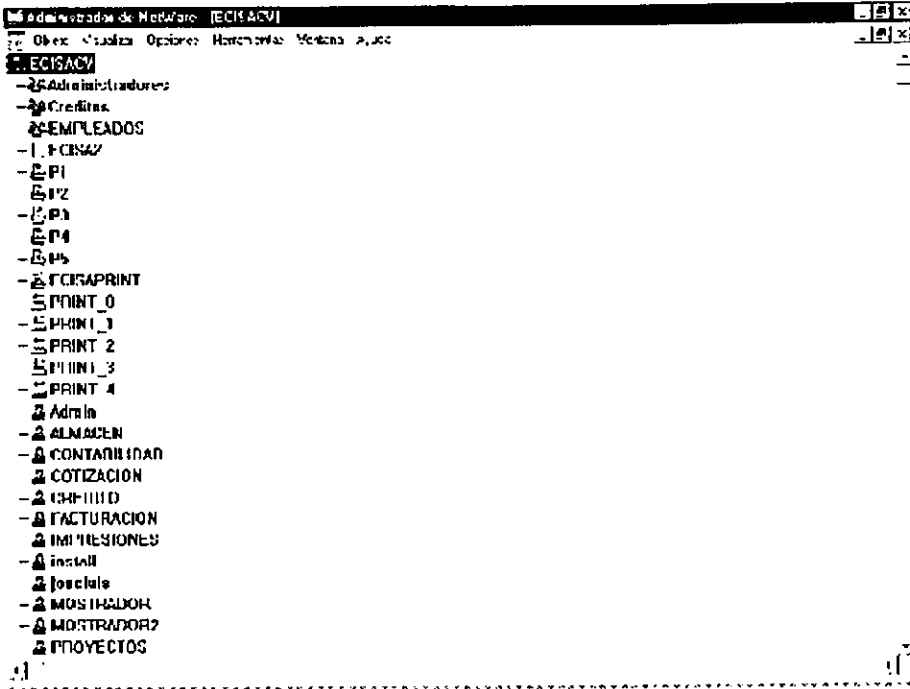 Administrador de NetWare - [ECISACV]
Objeto Visualizar Opciones Herramientas Ventana Ayuda
ECISACV
Administradores
Creditos
EMPLEADOS
ECISA2
P1
P2
P3
P4
P5
ECISAPRINT
PRINT_0
PRINT_1
PRINT_2
PRINT_3
PRINT_4
Admin
ALMACEN
CONTABILIDAD
COTIZACION
CREDITO
FACTURACION
IMPRESIONES
install
joseluis
MOSTRADOR
MOSTRADOR2
PROYECTOS